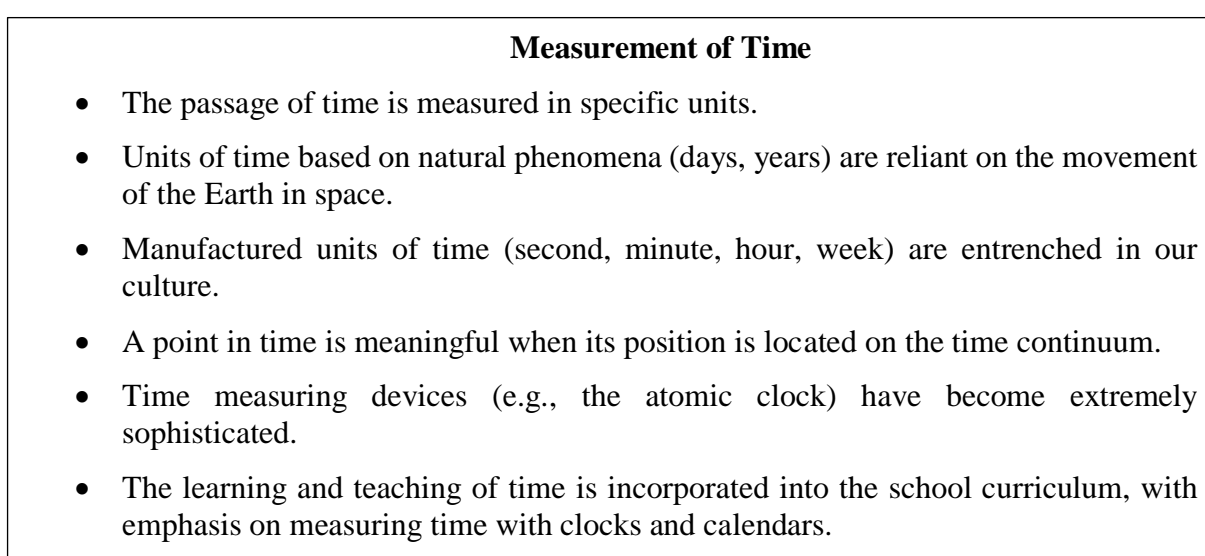 Measurement of Time
• The passage of time is measured in specific units.
• Units of time based on natural phenomena (days, years) are reliant on the movement
of the Earth in space.
• Manufactured units of time (second, minute, hour, week) are entrenched in our
culture.
• A point in time is meaningful when its position is located on the time continuum.
• Time measuring devices (e.g., the atomic clock) have become extremely
sophisticated.
• The learning and teaching of time is incorporated into the school curriculum, with
emphasis on measuring time with clocks and calendars.